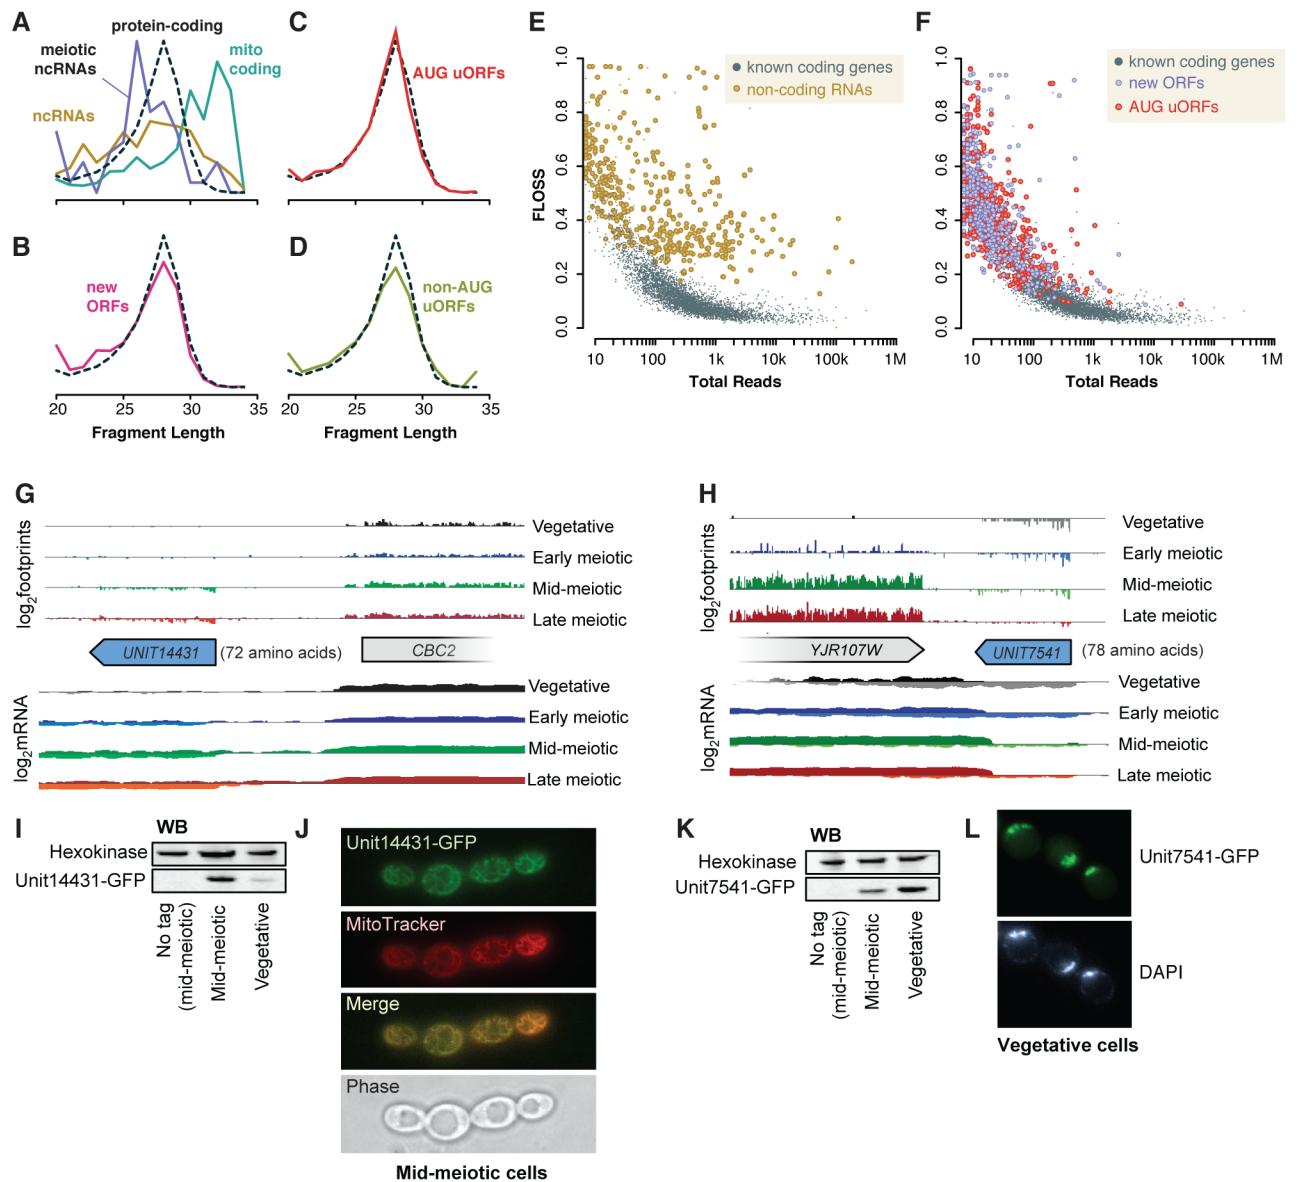 A
protein-coding
meiotic
ncRNAs
mito
coding
ncRNAs
C
AUG uORFs
B
new
ORFs
20
25
30
35
Fragment Length
D
non-AUG
uORFs
20
25
30
35
Fragment Length
E
known coding genes
non-coding RNAs
FLOSS
0.0
0.2
0.4
0.6
0.8
1.0
10
100
1k
10k
100k
1M
Total Reads
F
known coding genes
new ORFs
AUG uORFs
0.0
0.2
0.4
0.6
0.8
1.0
10
100
1k
10k
100k
1M
Total Reads
G
log2footprints
Vegetative
Early meiotic
Mid-meiotic
Late meiotic
UNIT14431
(72 amino acids)
CBC2
log2mRNA
Vegetative
Early meiotic
Mid-meiotic
Late meiotic
H
log2footprints
Vegetative
Early meiotic
Mid-meiotic
Late meiotic
YJR107W
UNIT7541
(78 amino acids)
log2mRNA
Vegetative
Early meiotic
Mid-meiotic
Late meiotic
I
WB
Hexokinase
Unit14431-GFP
No tag
(mid-meiotic)
Mid-meiotic
Vegetative
J
Unit14431-GFP
MitoTracker
Merge
Phase
Mid-meiotic cells
K
WB
Hexokinase
Unit7541-GFP
No tag
(mid-meiotic)
Mid-meiotic
Vegetative
L
Unit7541-GFP
DAPI
Vegetative cells